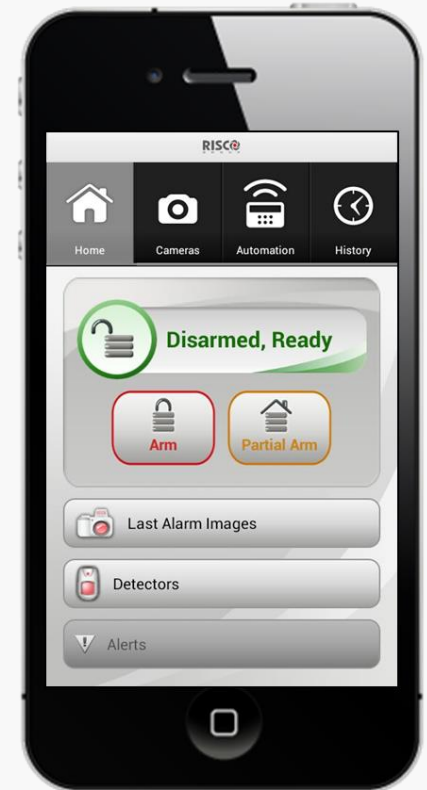 RISCO
Home
Cameras
Automation
History
Disarmed, Ready
Arm
Partial Arm
Last Alarm Images
Detectors
Alerts